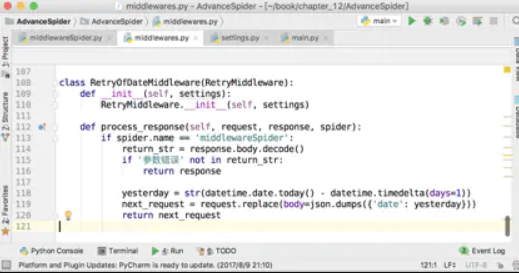 middlewares.py - AdvanceSpider - [~/book/chapter_12/AdvanceSpider]
AdvanceSpider AdvanceSpider middlewares.py main
middlewareSpider.py middlewares.py settings.py main.py
1: Project
7: Structure
2: Favorites
107
108 class RetryOfDateMiddleware(RetryMiddleware):
109 def __init__(self, settings):
110 RetryMiddleware.__init__(self, settings)
111
112 def process_response(self, request, response, spider):
113 if spider.name == 'middlewareSpider':
114 return_str = response.body.decode()
115 if '参数错误' not in return_str:
116 return response
117
118 yesterday = str(datetime.date.today() - datetime.timedelta(days=1))
119 next_request = request.replace(body=json.dumps({'date': yesterday}))
120 return next_request
121
Python Console Terminal 4: Run 6: TODO 2 Event Log
Platform and Plugin Updates: PyCharm is ready to update. (2017/8/9 21:10) 121:1 LF÷ UTF-8